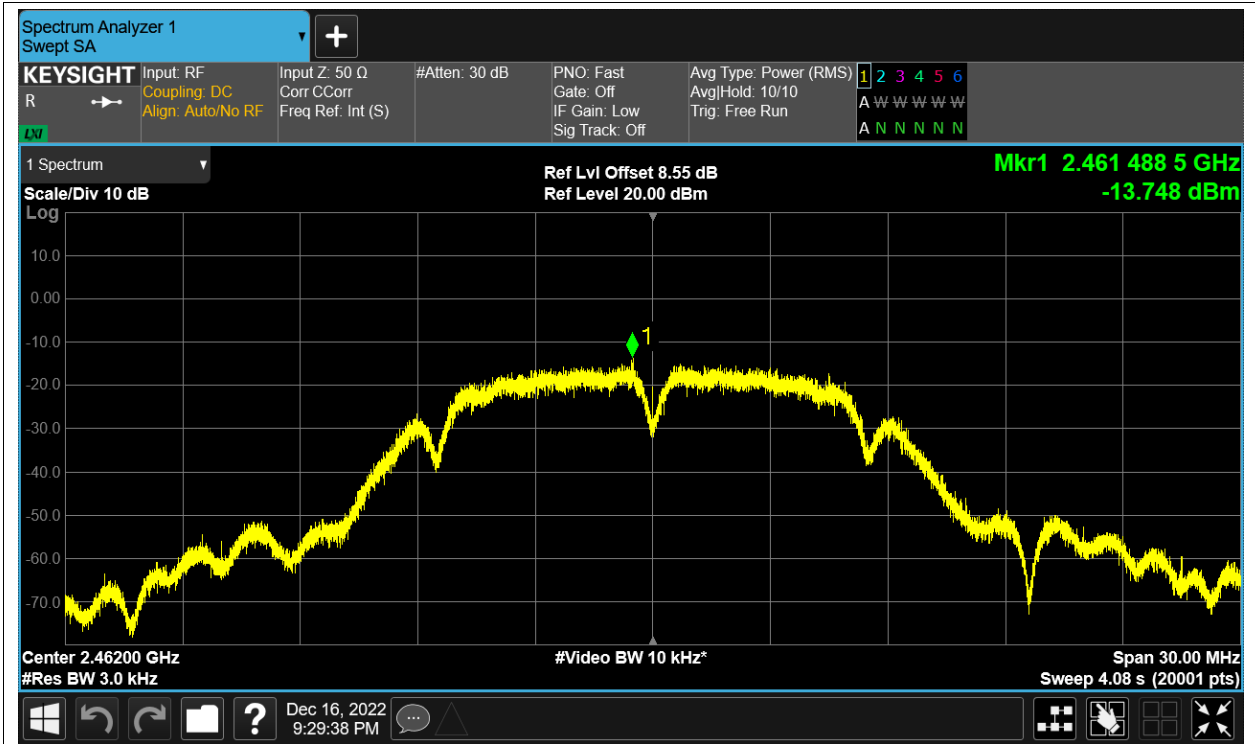 Spectrum Analyzer 1
Swept SA
KEYSIGHT
R
LXI
Input: RF
Coupling: DC
Align: Auto/No RF
Input Z: 50 Ω
Corr CCorr
Freq Ref: Int (S)
#Atten: 30 dB
PNO: Fast
Gate: Off
IF Gain: Low
Sig Track: Off
Avg Type: Power (RMS)
Avg|Hold: 10/10
Trig: Free Run
1 2 3 4 5 6
A W W W W W
A N N N N N
1 Spectrum
Scale/Div 10 dB
Log
Ref Lvl Offset 8.55 dB
Ref Level 20.00 dBm
Mkr1 2.461 488 5 GHz
-13.748 dBm
10.0
0.00
-10.0
-20.0
-30.0
-40.0
-50.0
-60.0
-70.0
1
Center 2.46200 GHz
#Res BW 3.0 kHz
#Video BW 10 kHz*
Span 30.00 MHz
Sweep 4.08 s (20001 pts)
?
Dec 16, 2022
9:29:38 PM